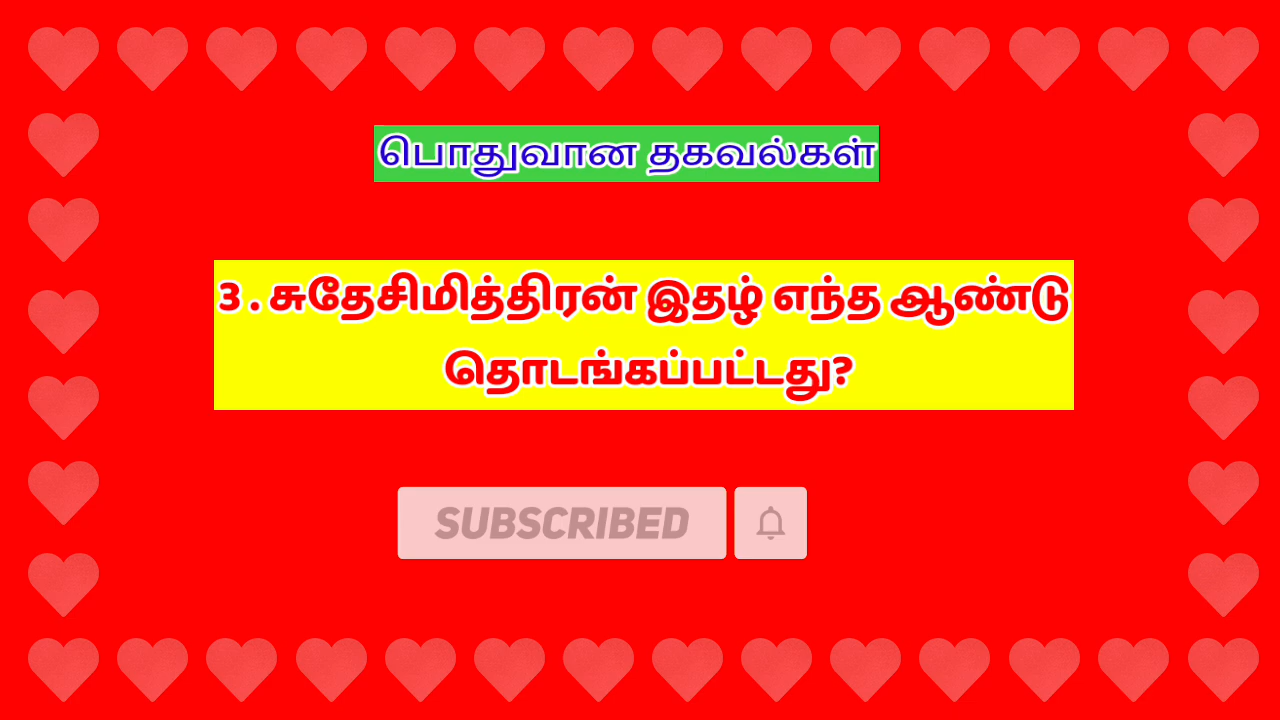 பொதுவான தகவல்கள்
3 . சுதேசிமித்திரன் இதழ் எந்த ஆண்டு
தொடங்கப்பட்டது?
SUBSCRIBED